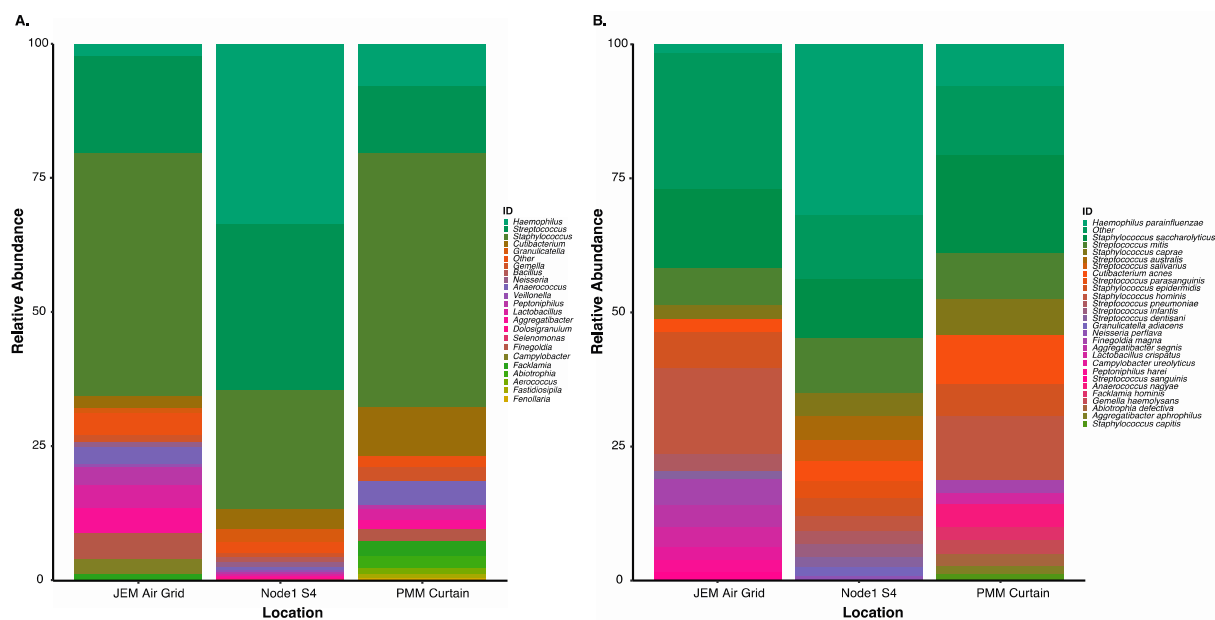 A.
100
75
50
25
0
Relative Abundance
JEM Air Grid
Node1 S4
PMM Curtain
Location
ID
Haemophilus
Streptococcus
Staphylococcus
Cutibacterium
Granulicatella
Other
Gemella
Bacillus
Neisseria
Anaerococcus
Veillonella
Peptoniphilus
Lactobacillus
Aggregatibacter
Dolosigranulum
Selenomonas
Finegoldia
Campylobacter
Facklamia
Abiotrophia
Aerococcus
Fastidiosipila
Fenollaria
B.
100
75
50
25
0
Relative Abundance
JEM Air Grid
Node1 S4
PMM Curtain
Location
ID
Haemophilus parainfluenzae
Other
Staphylococcus saccharolyticus
Streptococcus mitis
Staphylococcus caprae
Streptococcus australis
Streptococcus salivarius
Cutibacterium acnes
Streptococcus parasanguinis
Staphylococcus epidermidis
Staphylococcus hominis
Streptococcus pneumoniae
Streptococcus infantis
Streptococcus dentisani
Granulicatella adiacens
Neisseria perflava
Finegoldia magna
Aggregatibacter segnis
Lactobacillus crispatus
Campylobacter ureolyticus
Peptoniphilus harei
Streptococcus sanguinis
Anaerococcus nagyae
Facklamia hominis
Gemella haemolysans
Abiotrophia defectiva
Aggregatibacter aphrophilus
Staphylococcus capitis